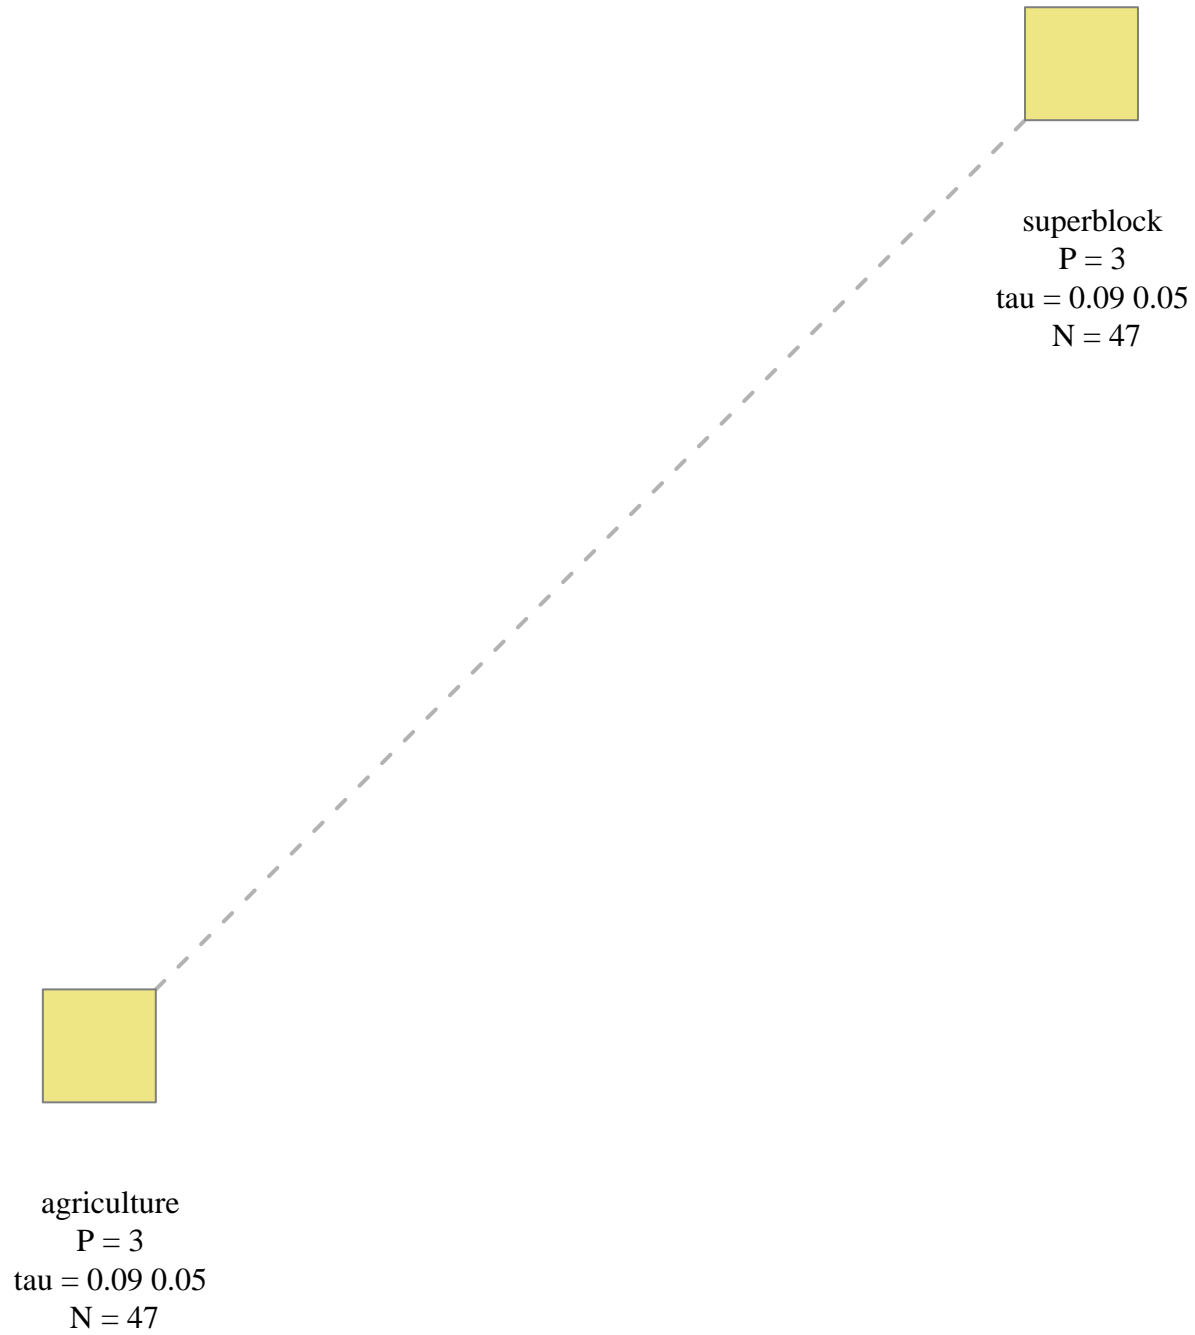 superblock
P = 3
tau = 0.09 0.05
N = 47
agriculture
P = 3
tau = 0.09 0.05
N = 47